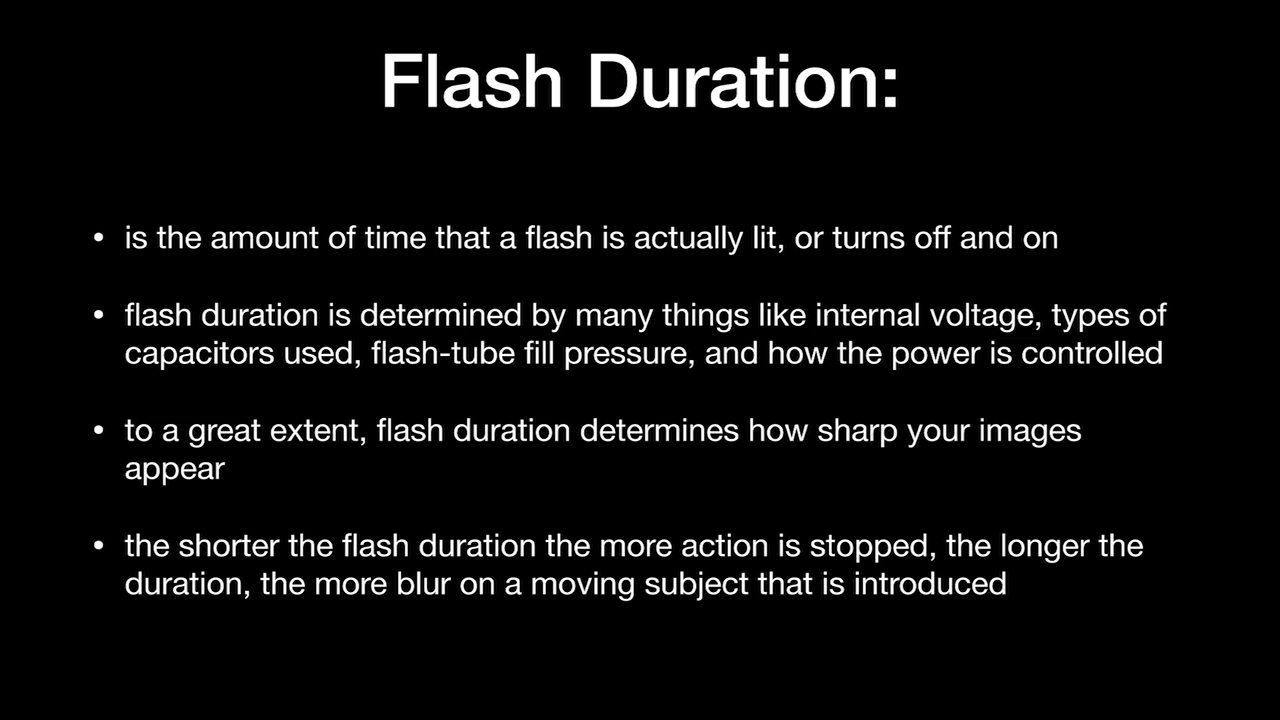 Flash Duration:
• is the amount of time that a flash is actually lit, or turns off and on
• flash duration is determined by many things like internal voltage, types of
capacitors used, flash-tube fill pressure, and how the power is controlled
• to a great extent, flash duration determines how sharp your images
appear
• the shorter the flash duration the more action is stopped, the longer the
duration, the more blur on a moving subject that is introduced